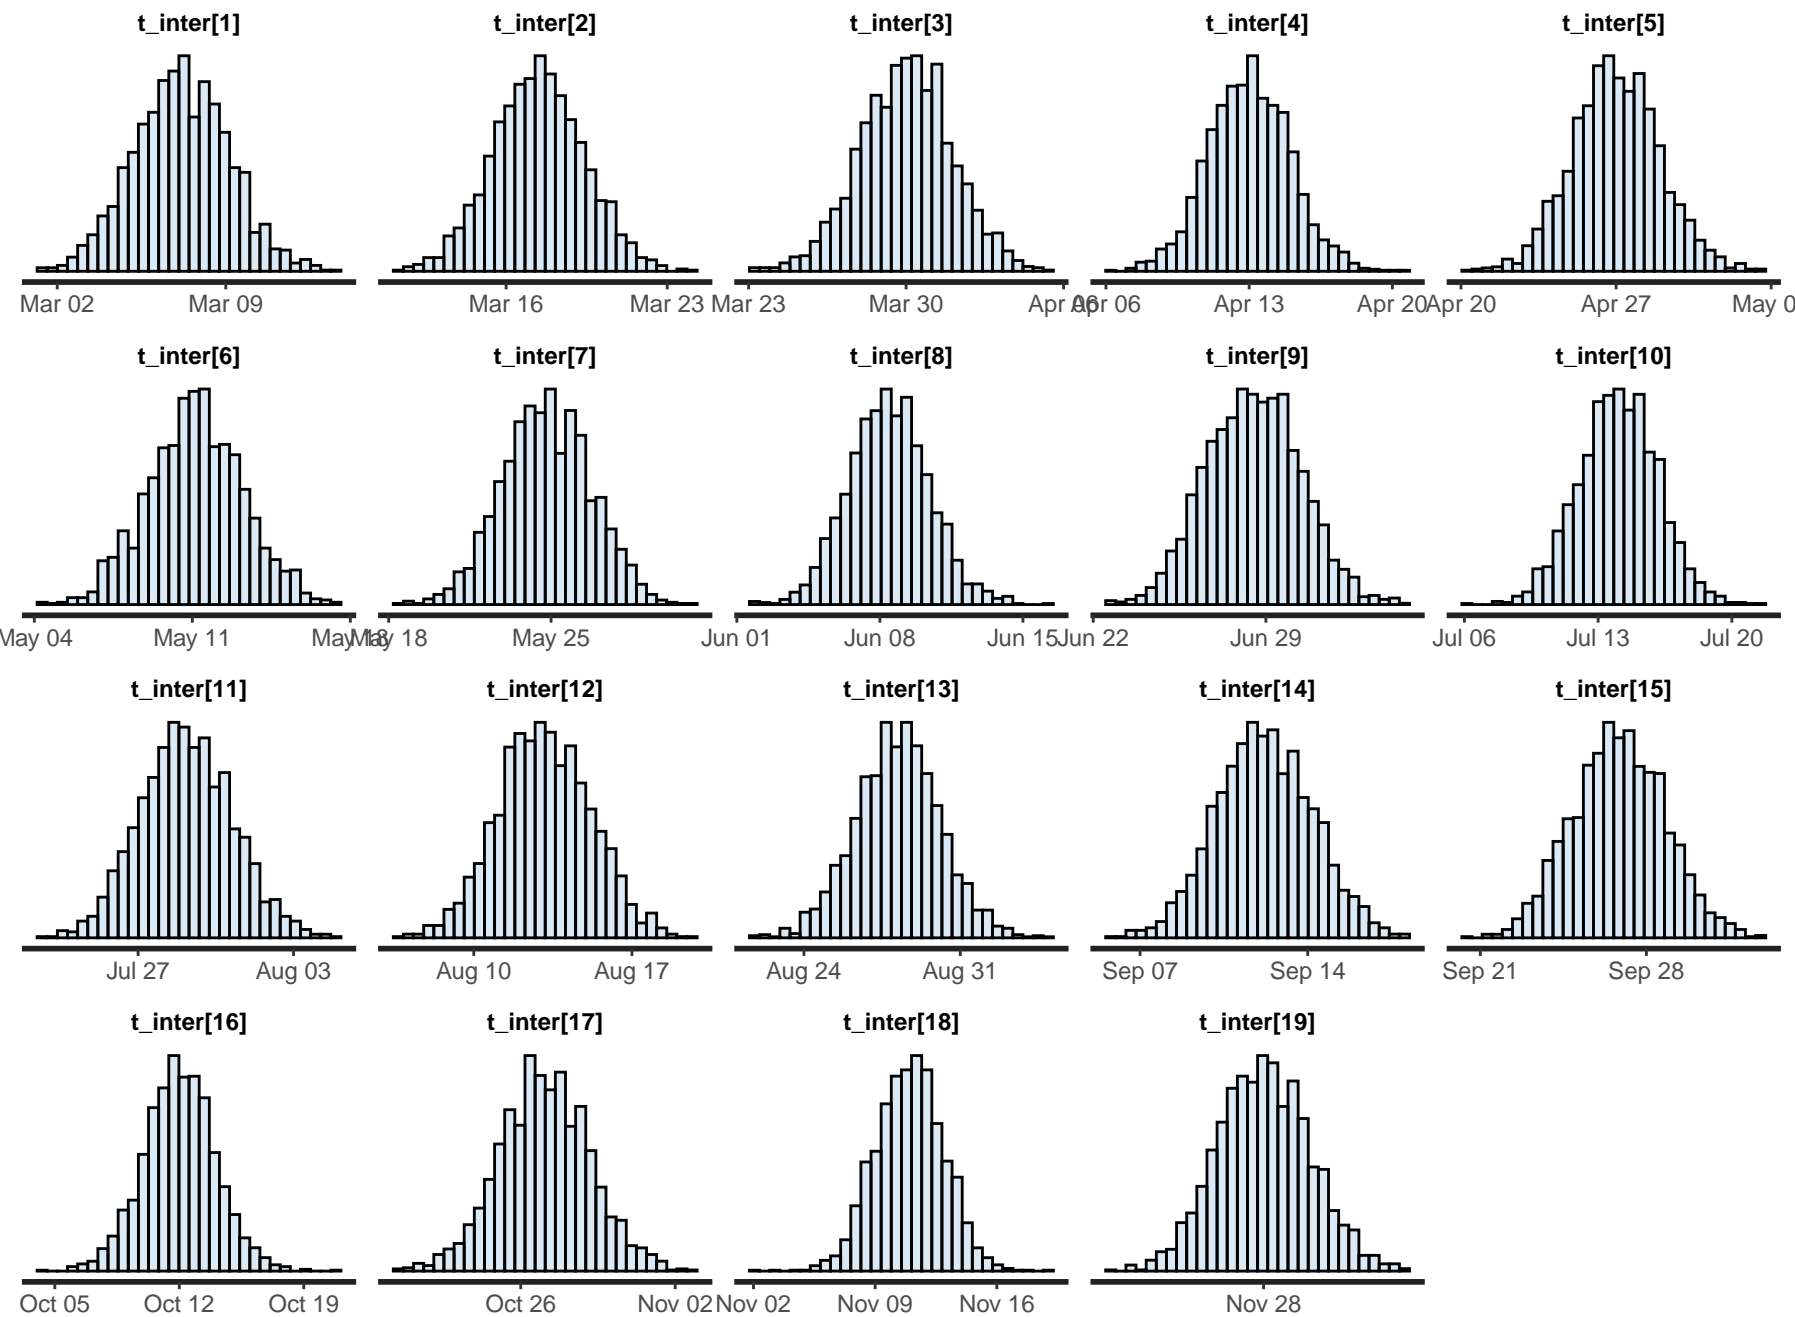 t_inter[1] t_inter[2] t_inter[3] t_inter[4] t_inter[5]
Mar 02 Mar 09 Mar 16 Mar 23 Mar 23 Mar 30 Apr 06 Apr 06 Apr 13 Apr 20 Apr 20 Apr 27 May 0
t_inter[6] t_inter[7] t_inter[8] t_inter[9] t_inter[10]
May 04 May 11 May 18 May 18 May 25 Jun 01 Jun 08 Jun 15 Jun 22 Jun 29 Jul 06 Jul 13 Jul 20
t_inter[11] t_inter[12] t_inter[13] t_inter[14] t_inter[15]
Jul 27 Aug 03 Aug 10 Aug 17 Aug 24 Aug 31 Sep 07 Sep 14 Sep 21 Sep 28
t_inter[16] t_inter[17] t_inter[18] t_inter[19]
Oct 05 Oct 12 Oct 19 Oct 26 Nov 02 Nov 02 Nov 09 Nov 16 Nov 28